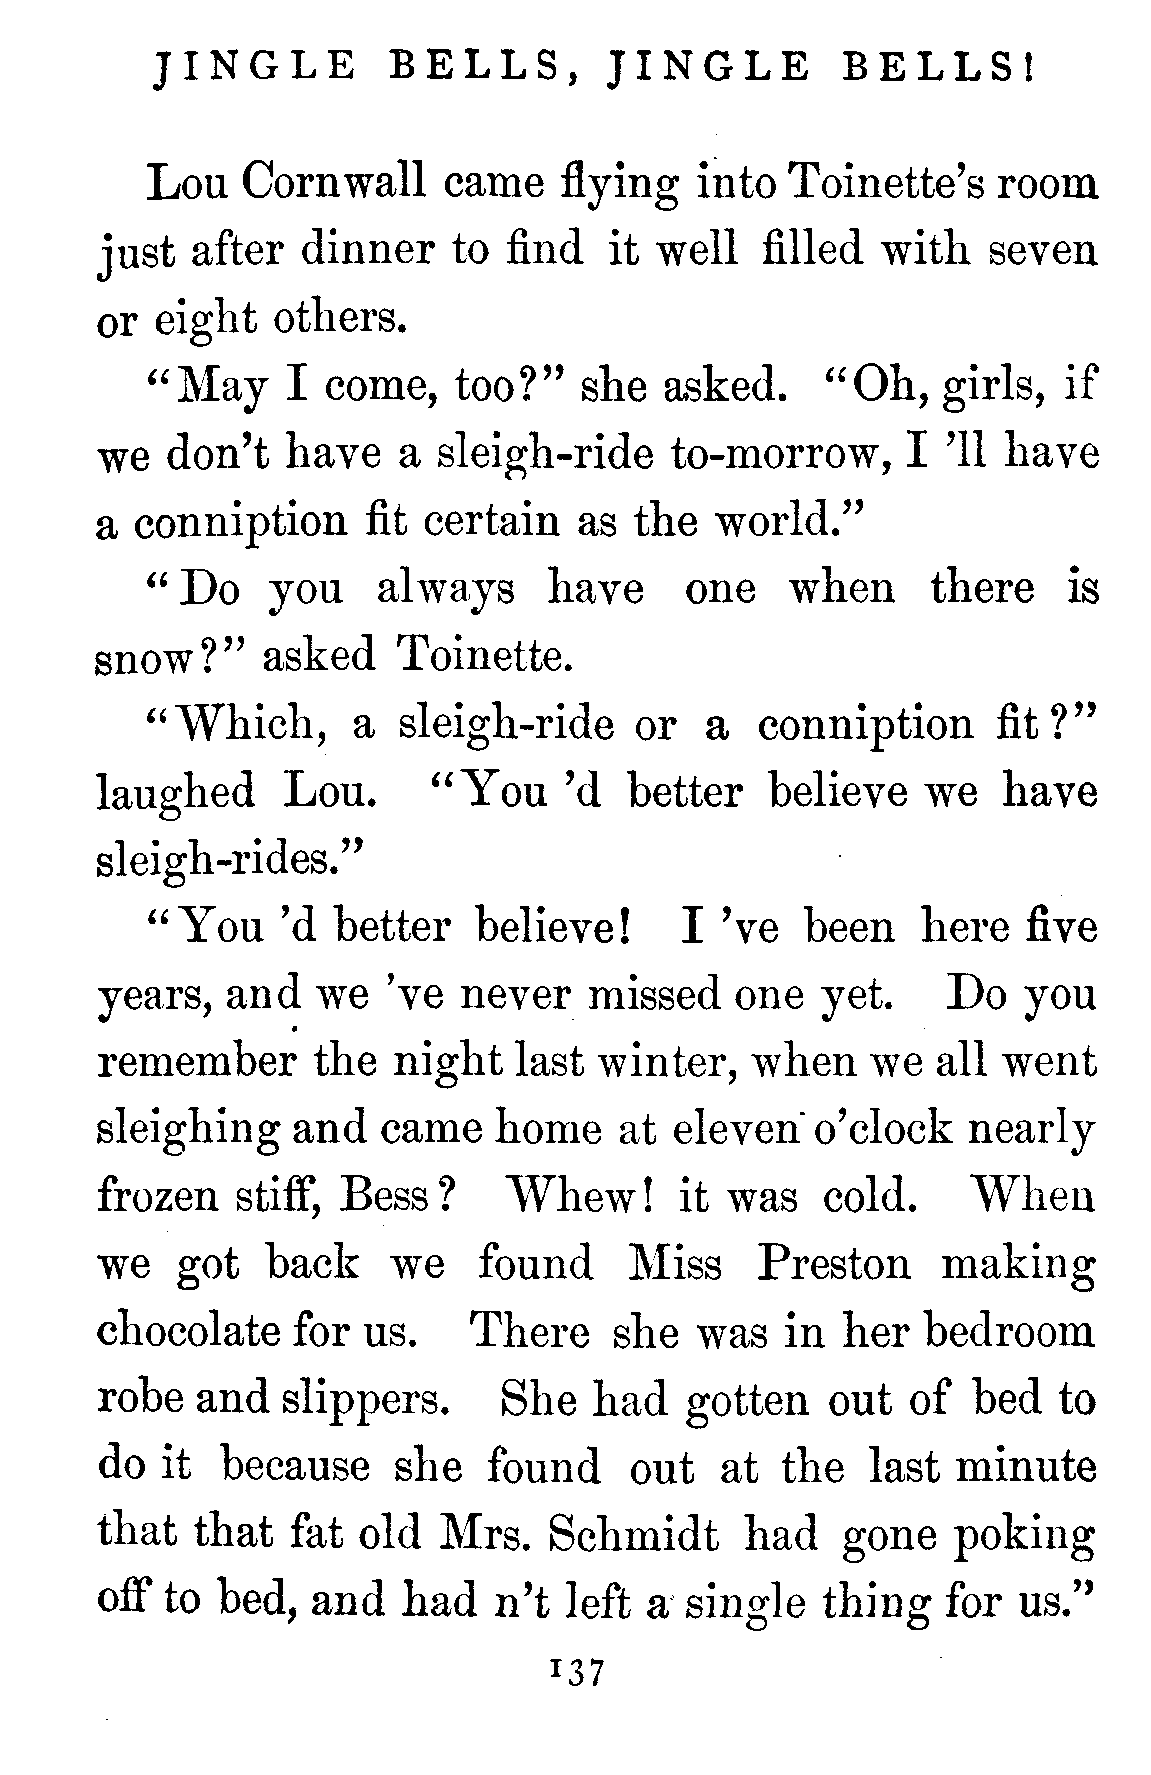 JINGLE BELLS, JINGLE BELLS!
Lou Cornwall came flying into Toinette's room
just after dinner to find it well filled with seven
or eight others.
"May I come, too?" she asked. "Oh, girls, if
we don't have a sleigh-ride to-morrow, I 'll have
a conniption fit certain as the world."
"Do you always have one when there is
snow?" asked Toinette.
"Which, a sleigh-ride or a conniption fit?"
laughed Lou. "You 'd better believe we have
sleigh-rides."
"You 'd better believe! I 've been here five
years, and we 've never missed one yet. Do you
remember the night last winter, when we all went
sleighing and came home at eleven o'clock nearly
frozen stiff, Bess? Whew! it was cold. When
we got back we found Miss Preston making
chocolate for us. There she was in her bedroom
robe and slippers. She had gotten out of bed to
do it because she found out at the last minute
that that fat old Mrs. Schmidt had gone poking
off to bed, and had n't left a single thing for us."
137